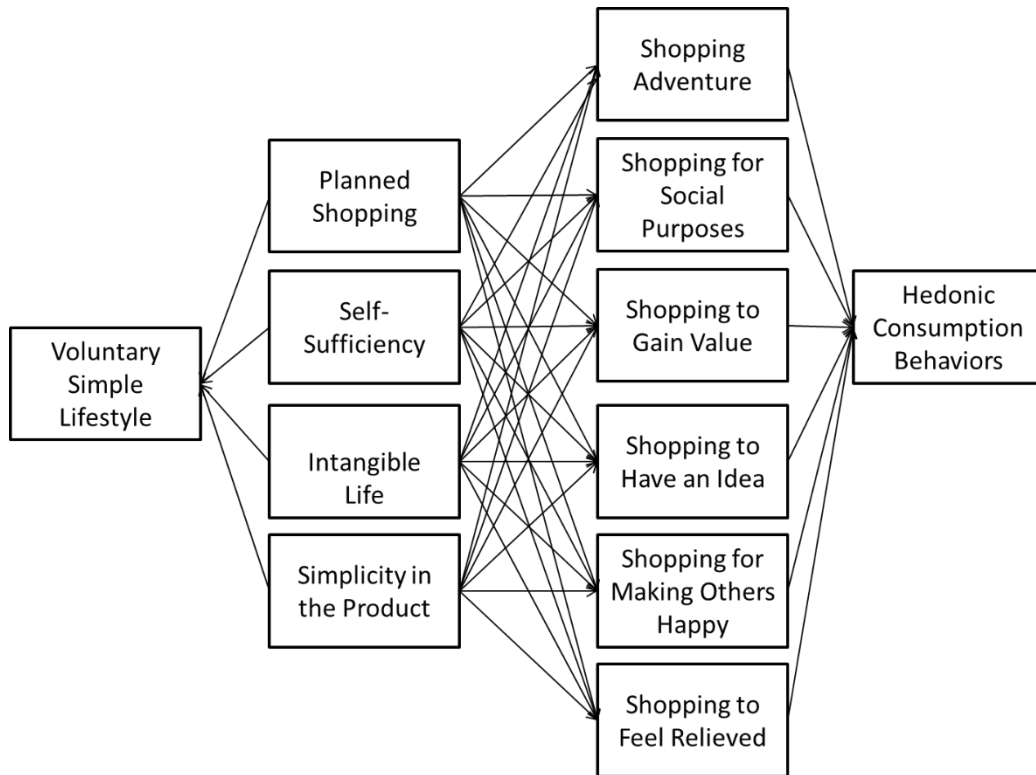 Voluntary
Simple
Lifestyle
Planned
Shopping
Self-
Sufficiency
Intangible
Life
Simplicity in
the Product
Shopping
Adventure
Shopping for
Social
Purposes
Shopping to
Gain Value
Shopping to
Have an Idea
Shopping for
Making Others
Happy
Shopping to
Feel Relieved
Hedonic
Consumption
Behaviors